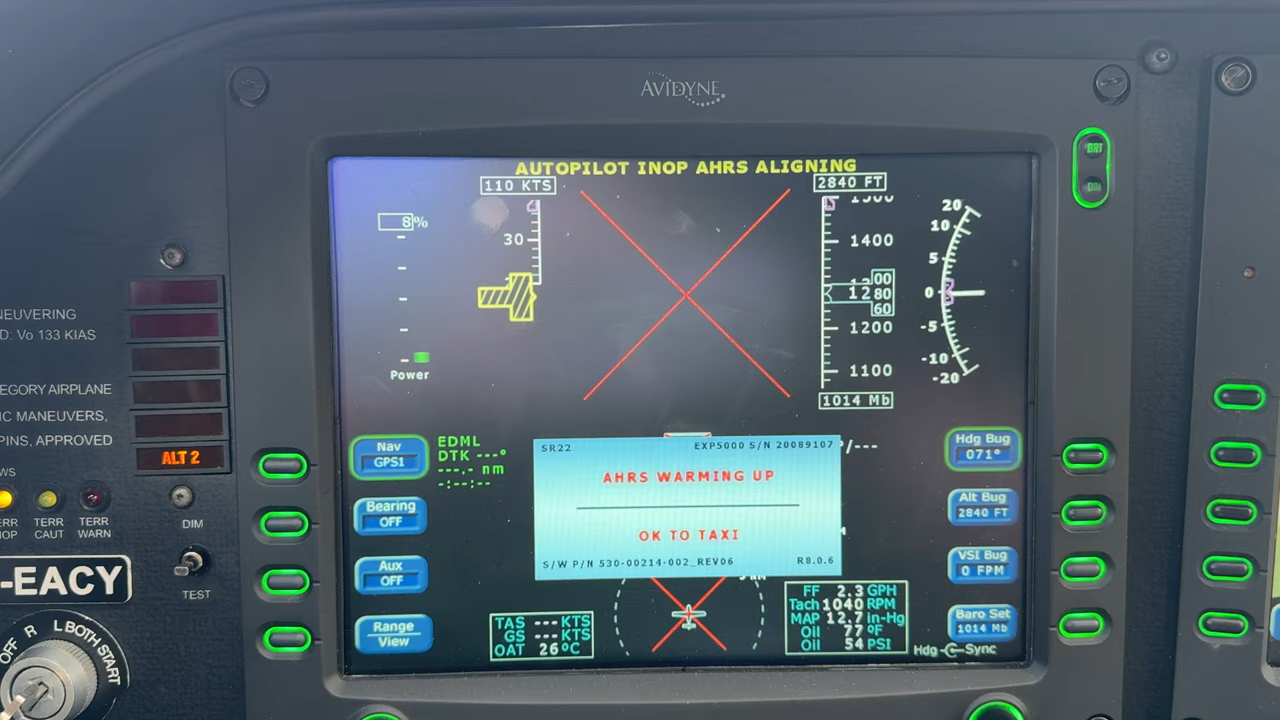 AVIDYNE
BRT
DIM
AUTOPILOT INOP AHRS ALIGNING
110 KTS
2840 FT
8%
30
Power
1400
1200
1100
00
12 80
60
1014 Mb
20
10
5
0
-5
-10
-20
NEUVERING
D: Vo 133 KIAS
EGORY AIRPLANE
IC MANEUVERS,
PINS, APPROVED
ALT 2
TERR
CAUT
TERR
WARN
DIM
TEST
-EACY
OFF R L BOTH START
Nav
GPS1
EDML
DTK ---°
---.- nm
-:--:--
Bearing
OFF
Aux
OFF
Range
View
SR22 EXP5000 S/N 20089107
AHRS WARMING UP
OK TO TAXI
S/W P/N 530-00214-002_REV06 R8.0.6
/---
Hdg Bug
071°
Alt Bug
2840 FT
VSI Bug
0 FPM
Baro Set
1014 Mb
TAS --- KTS
GS --- KTS
OAT 26°C
FF 2.3 GPH
Tach 1040 RPM
MAP 12.7 in-Hg
Oil 77 °F
Oil 54 PSI
Hdg Sync